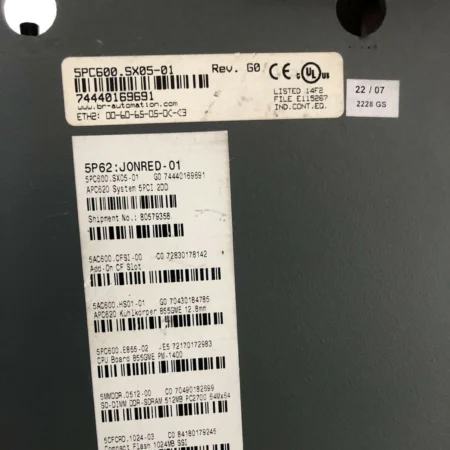 5PC600.SX05-01 Rev. G0 CE UL US
74440169691 LISTED 14F2
www.br-automation.com FILE E115267
ETH2: 00-60-65-05-0C-C3 IND.CONT.EQ.
22 / 07
2228 GS
5P62:JONRED-01
5PC600.SX05-01 G0 74440169691
APC620 System 5PCI 2DD
Shipment No.: 80579358
5AC600.CFSI-00 C0 72830178142
Add-On CF Slot
5AC600.HS01-01 G0 70430184785
APC620 Kühlkörper 855GME 12.8mm
5PC600.E855-02 E5 72170172983
CPU Board 855GME PM-1400
5MMDDR.0512-00 C0 70490182699
SO-DIMM DDR-SDRAM 512MB PC2700 64Mx64
5CFCRD.1024-03 C0 84180179245
Compact Flash 1024MB SSI